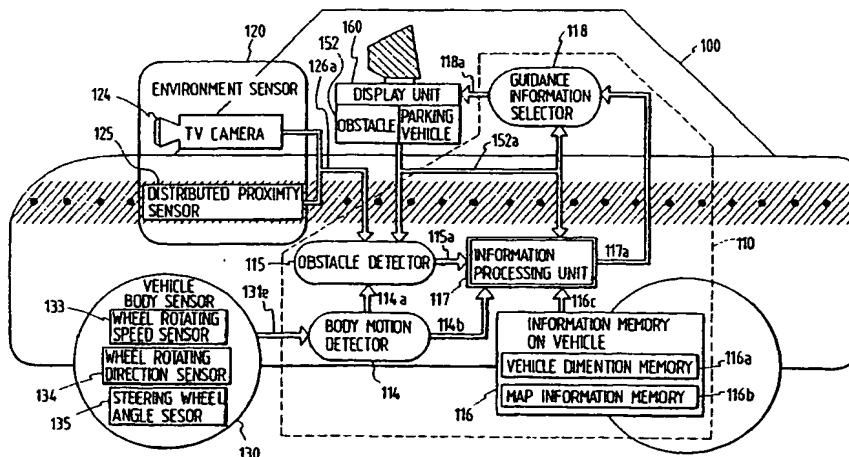 120
160
118
152
118a
100
126a
GUIDANCE
INFORMATION
SELECTOR
ENVIRONMENT SENSOR
DISPLAY UNIT
124
TV CAMERA
OBSTACLE
PARKING
VEHICLE
125
152a
DISTRIBUTED PROXIMITY
SENSOR
115
OBSTACLE DETECTOR
115a
INFORMATION
PROCESSING UNIT
117a
110
117
VEHICLE
BODY SENSOR
133
WHEEL ROTATING
SPEED SENSOR
131e
114a
116c
BODY MOTION
DETECTOR
114b
INFORMATION MEMORY
ON VEHICLE
WHEEL ROTATING
DIRECTION SENSOR
134
VEHICLE DIMENTION MEMORY
116a
STEERING WHEEL
ANGLE SESOR
135
114
116
MAP INFORMATION MEMORY
116b
130